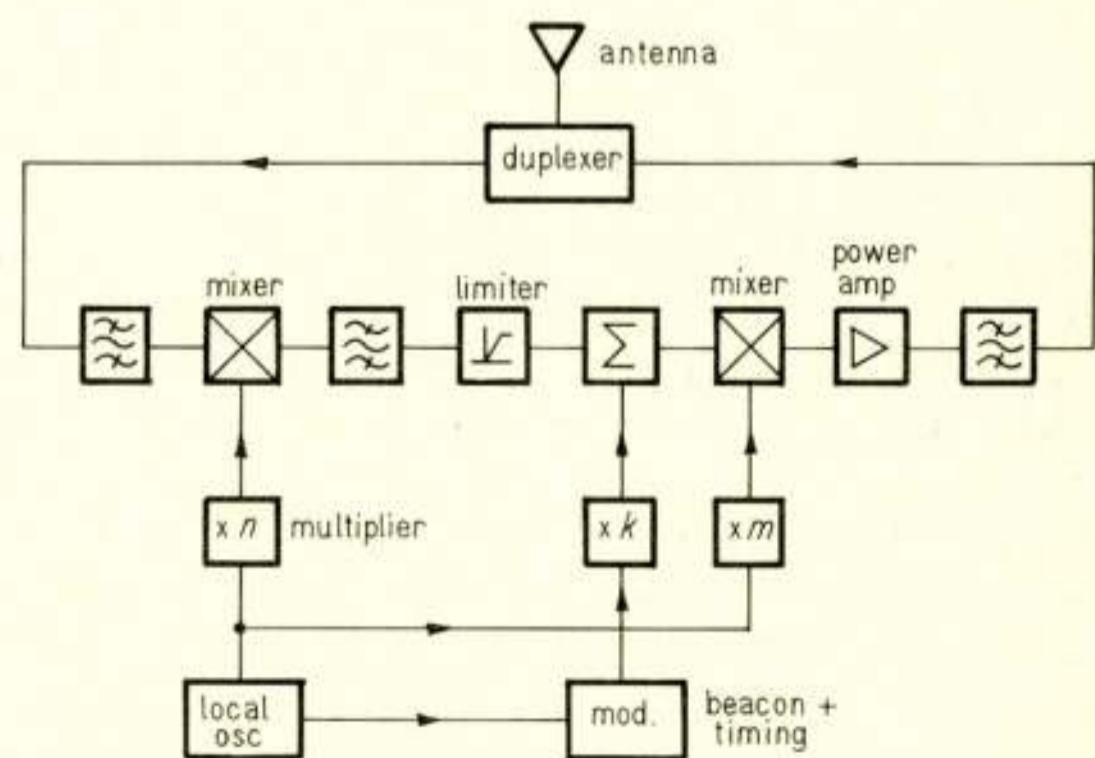 antenna
duplexer
mixer
limiter
Σ
mixer
power
amp
x n
multiplier
x k
x m
local
osc
mod.
beacon +
timing